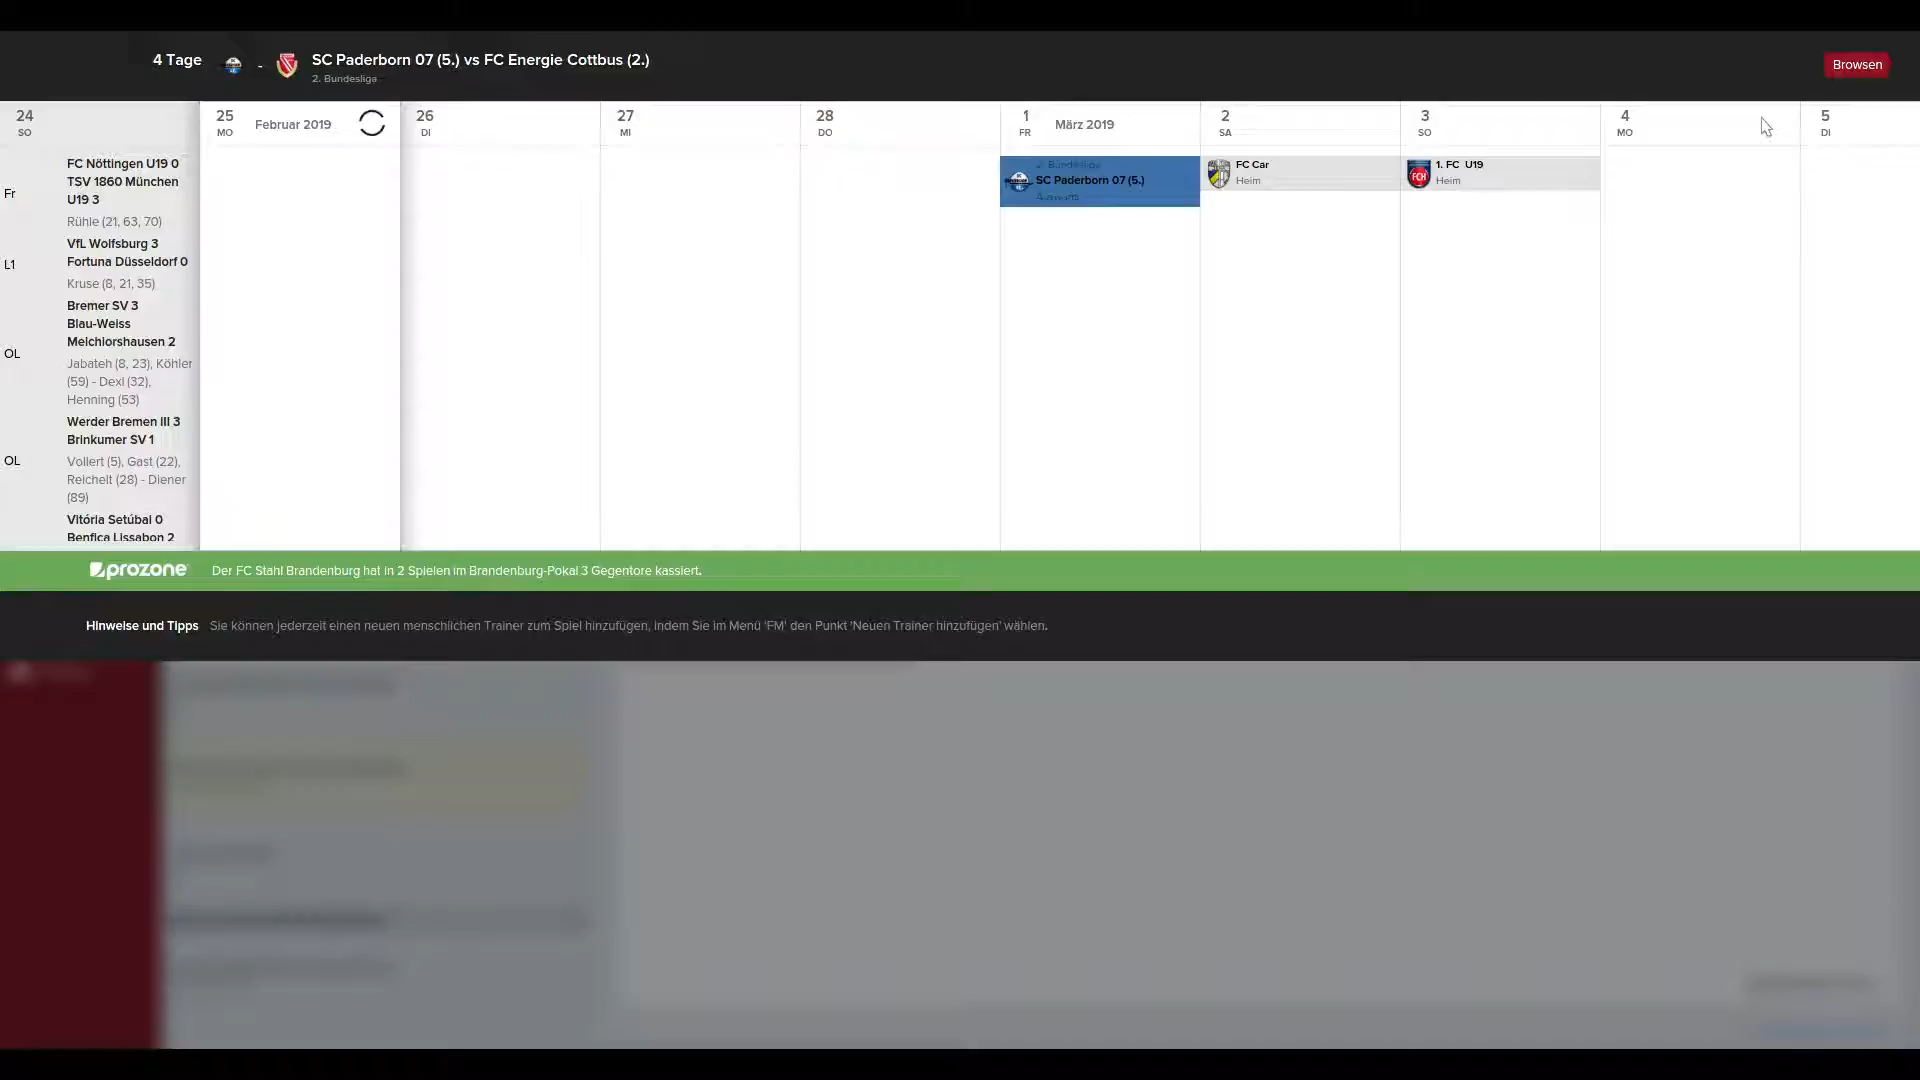 4 Tage
-
SC Paderborn 07 (5.) vs FC Energie Cottbus (2.)
2. Bundesliga
Browsen
24
SO
25
MO
Februar 2019
26
DI
27
MI
28
DO
1
FR
März 2019
2
SA
3
SO
4
MO
5
DI
Fr
FC Nöttingen U19 0
TSV 1860 München
U19 3
Rühle (21, 63, 70)
L1
VfL Wolfsburg 3
Fortuna Düsseldorf 0
Kruse (8, 21, 35)
OL
Bremer SV 3
Blau-Weiss
Melchiorshausen 2
Jabateh (8, 23), Köhler
(59) - Dexl (32),
Henning (53)
OL
Werder Bremen III 3
Brinkumer SV 1
Vollert (5), Gast (22),
Reichelt (28) - Diener
(89)
Vitória Setúbal 0
Benfica Lissabon 2
2. Bundesliga
SC Paderborn 07 (5.)
Auswärts
FC Car
Heim
FCH
1. FC U19
Heim
prozone
Der FC Stahl Brandenburg hat in 2 Spielen im Brandenburg-Pokal 3 Gegentore kassiert.
Hinweise und Tipps
Sie können jederzeit einen neuen menschlichen Trainer zum Spiel hinzufügen, indem Sie im Menü 'FM' den Punkt 'Neuen Trainer hinzufügen' wählen.